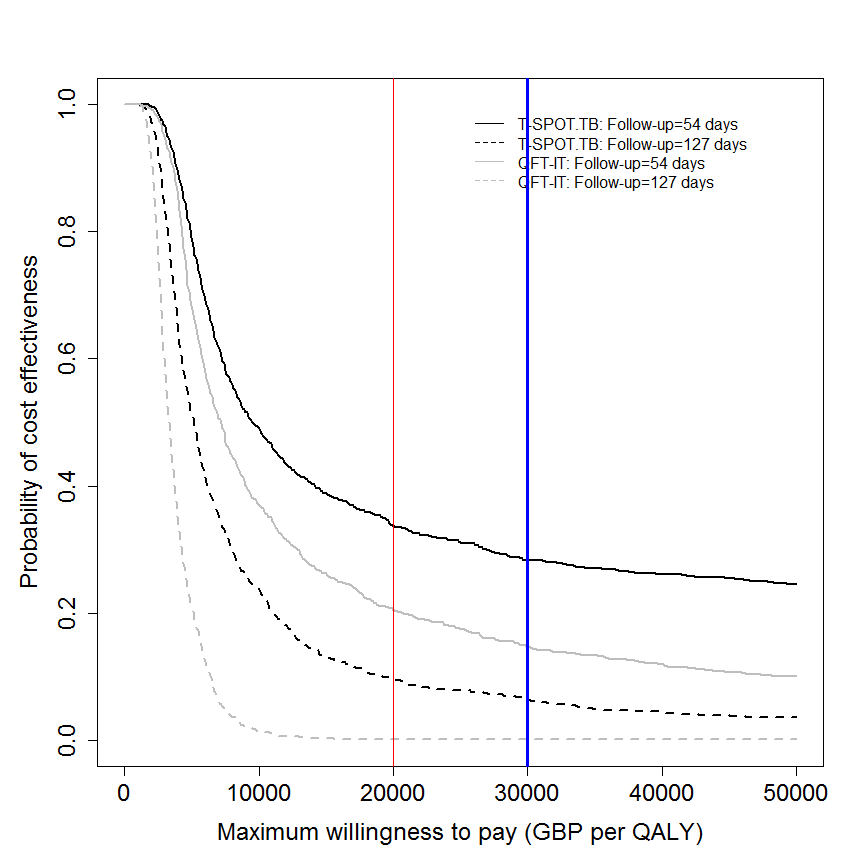 T-SPOT.TB: Follow-up=54 days
T-SPOT.TB: Follow-up=127 days
QFT-IT: Follow-up=54 days
QFT-IT: Follow-up=127 days
Probability of cost effectiveness
1.0
0.8
0.6
0.4
0.2
0.0
0
10000
20000
30000
40000
50000
Maximum willingness to pay (GBP per QALY)